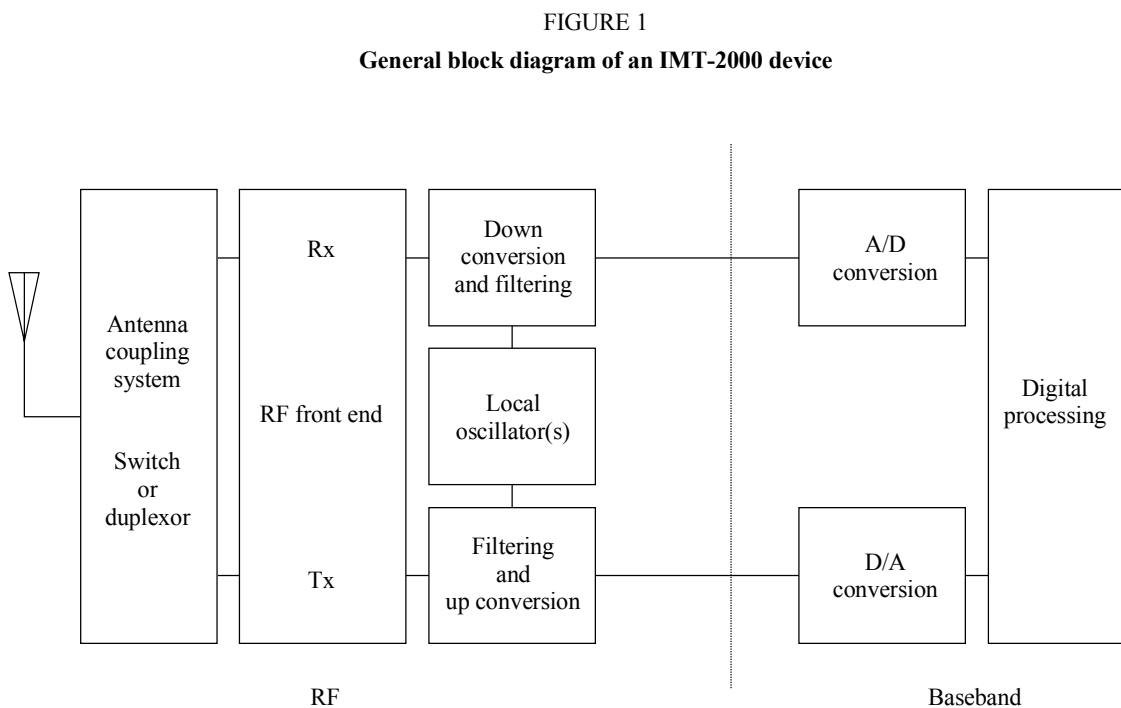 FIGURE 1
General block diagram of an IMT-2000 device
Antenna
coupling
system
Switch
or
duplexor
Rx
RF front end
Tx
Down
conversion
and filtering
Local
oscillator(s)
Filtering
and
up conversion
A/D
conversion
D/A
conversion
Digital
processing
RF
Baseband